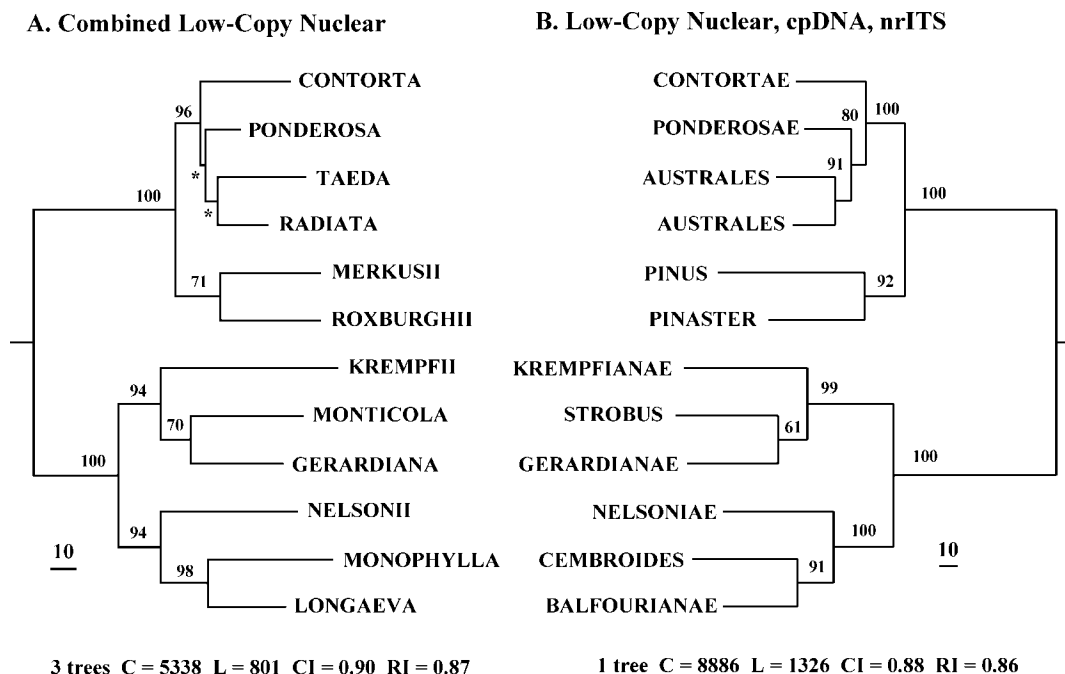 A. Combined Low-Copy Nuclear
B. Low-Copy Nuclear, cpDNA, nrITS
CONTORTA
96
PONDEROSA
*
TAEDA
100
*
RADIATA
MERKUSII
71
ROXBURGHII
KREMPFII
94
MONTICOLA
70
GERARDIANA
100
NELSONII
94
MONOPHYLLA
98
LONGAEVA
10
3 trees C = 5338 L = 801 CI = 0.90 RI = 0.87
CONTORTAE
100
80
PONDEROSAE
91
AUSTRALES
100
AUSTRALES
PINUS
92
PINASTER
KREMPFIANAE
99
STROBUS
61
GERARDIANAE
100
NELSONIAE
100
CEMBROIDES
91
BALFOURIANAE
10
1 tree C = 8886 L = 1326 CI = 0.88 RI = 0.86